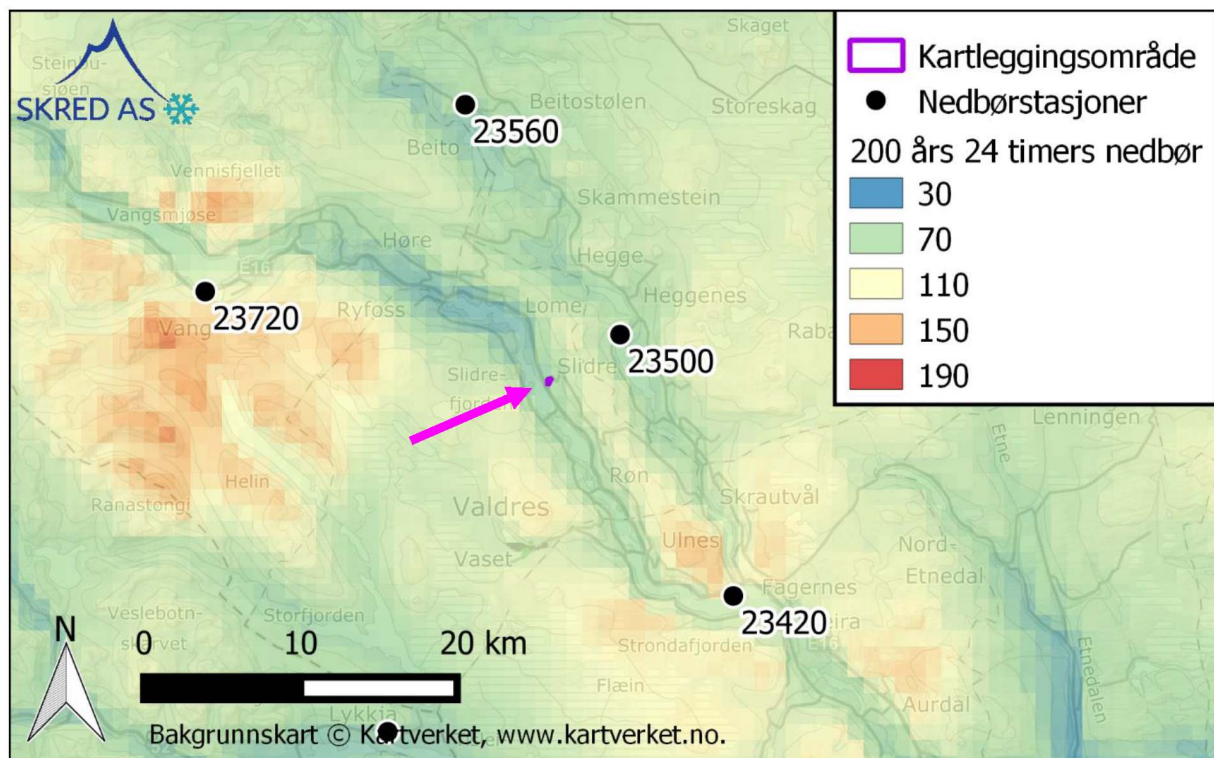 Skaget
Steinbu-
sjøen
SKRED AS
23560
Beitostølen
Storeskag
Beito
Vennisfjellet
Vangsmjøse
Skammestein
Høre
E16
Hegge
23720
Vang
Ryfoss
Lome
Heggenes
Raba
23500
Slidre
Slidre-
fjorden
Lenningen
Etne
Røn
Helin
Ranastongi
Valdres
Skrautvål
Vaset
Ulnes
Nord-
Etnedal
Fagernes
Veslebotn-
skarvet
Storfjorden
23420
eira
Strondafjorden
E16
Etnedalen
Flæin
Aurdal
Lykkja
N
0 10 20 km
Bakgrunnskart © Kartverket, www.kartverket.no.
Kartleggingsområde
Nedbørstasjoner
200 års 24 timers nedbør
30
70
110
150
190